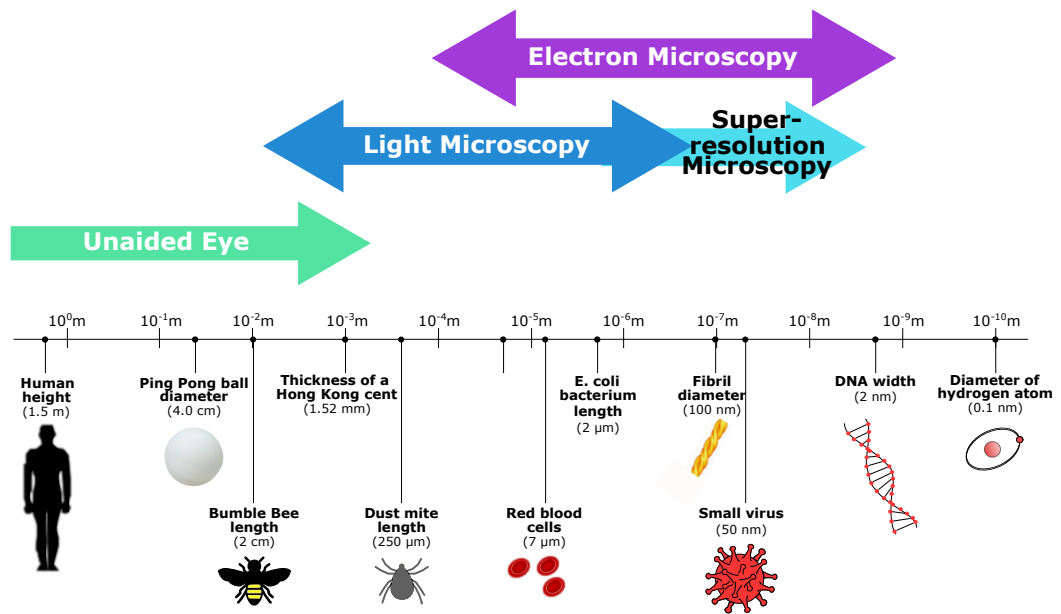 Electron Microscopy
Light Microscopy
Super-
resolution
Microscopy
Unaided Eye
10⁰m
10⁻¹m
10⁻²m
10⁻³m
10⁻⁴m
10⁻⁵m
10⁻⁶m
10⁻⁷m
10⁻⁸m
10⁻⁹m
10⁻¹⁰m
Human
height
(1.5 m)
Ping Pong ball
diameter
(4.0 cm)
Thickness of a
Hong Kong cent
(1.52 mm)
E. coli
bacterium
length
(2 µm)
Fibril
diameter
(100 nm)
DNA width
(2 nm)
Diameter of
hydrogen atom
(0.1 nm)
Bumble Bee
length
(2 cm)
Dust mite
length
(250 µm)
Red blood
cells
(7 µm)
Small virus
(50 nm)